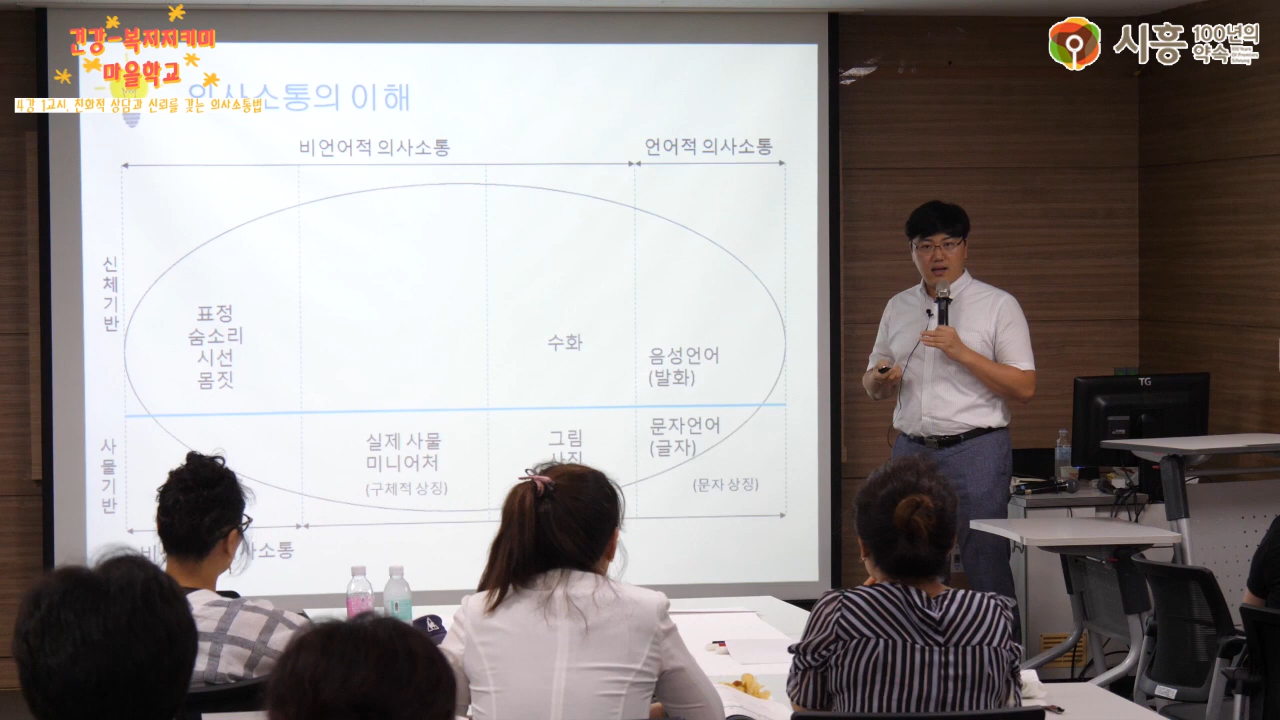 건강-복지지키미
마을학교
4강 1교시. 친화적 상담과 신뢰를 갖는 의사소통법
시흥 100년의
약속
의사소통의 이해
비언어적 의사소통
언어적 의사소통
신체기반
표정
숨소리
시선
몸짓
수화
음성언어
(발화)
사물기반
실제 사물
미니어처
(구체적 상징)
그림
사진
문자언어
(글자)
(문자 상징)
사소통
TG